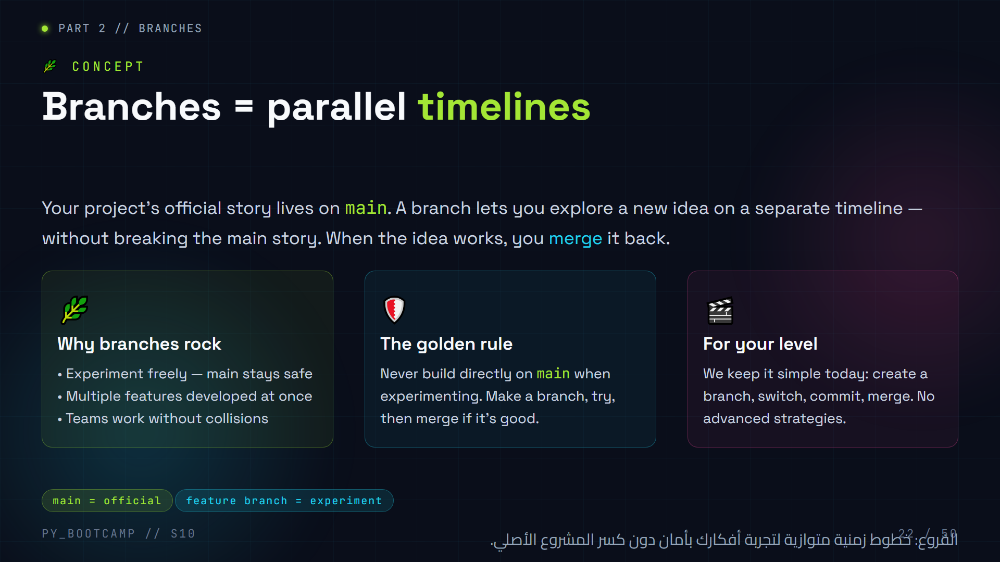 PART 2 // BRANCHES
CONCEPT
Branches = parallel timelines
Your project's official story lives on main. A branch lets you explore a new idea on a separate timeline —
without breaking the main story. When the idea works, you merge it back.
Why branches rock
• Experiment freely — main stays safe
• Multiple features developed at once
• Teams work without collisions
The golden rule
Never build directly on main when
experimenting. Make a branch, try,
then merge if it's good.
For your level
We keep it simple today: create a
branch, switch, commit, merge. No
advanced strategies.
main = official
feature branch = experiment
PY_BOOTCAMP // S10
22 / 50
الفروع: خطوط زمنية متوازية لتجربة أفكارك بأمان دون كسر المشروع الأصلي.